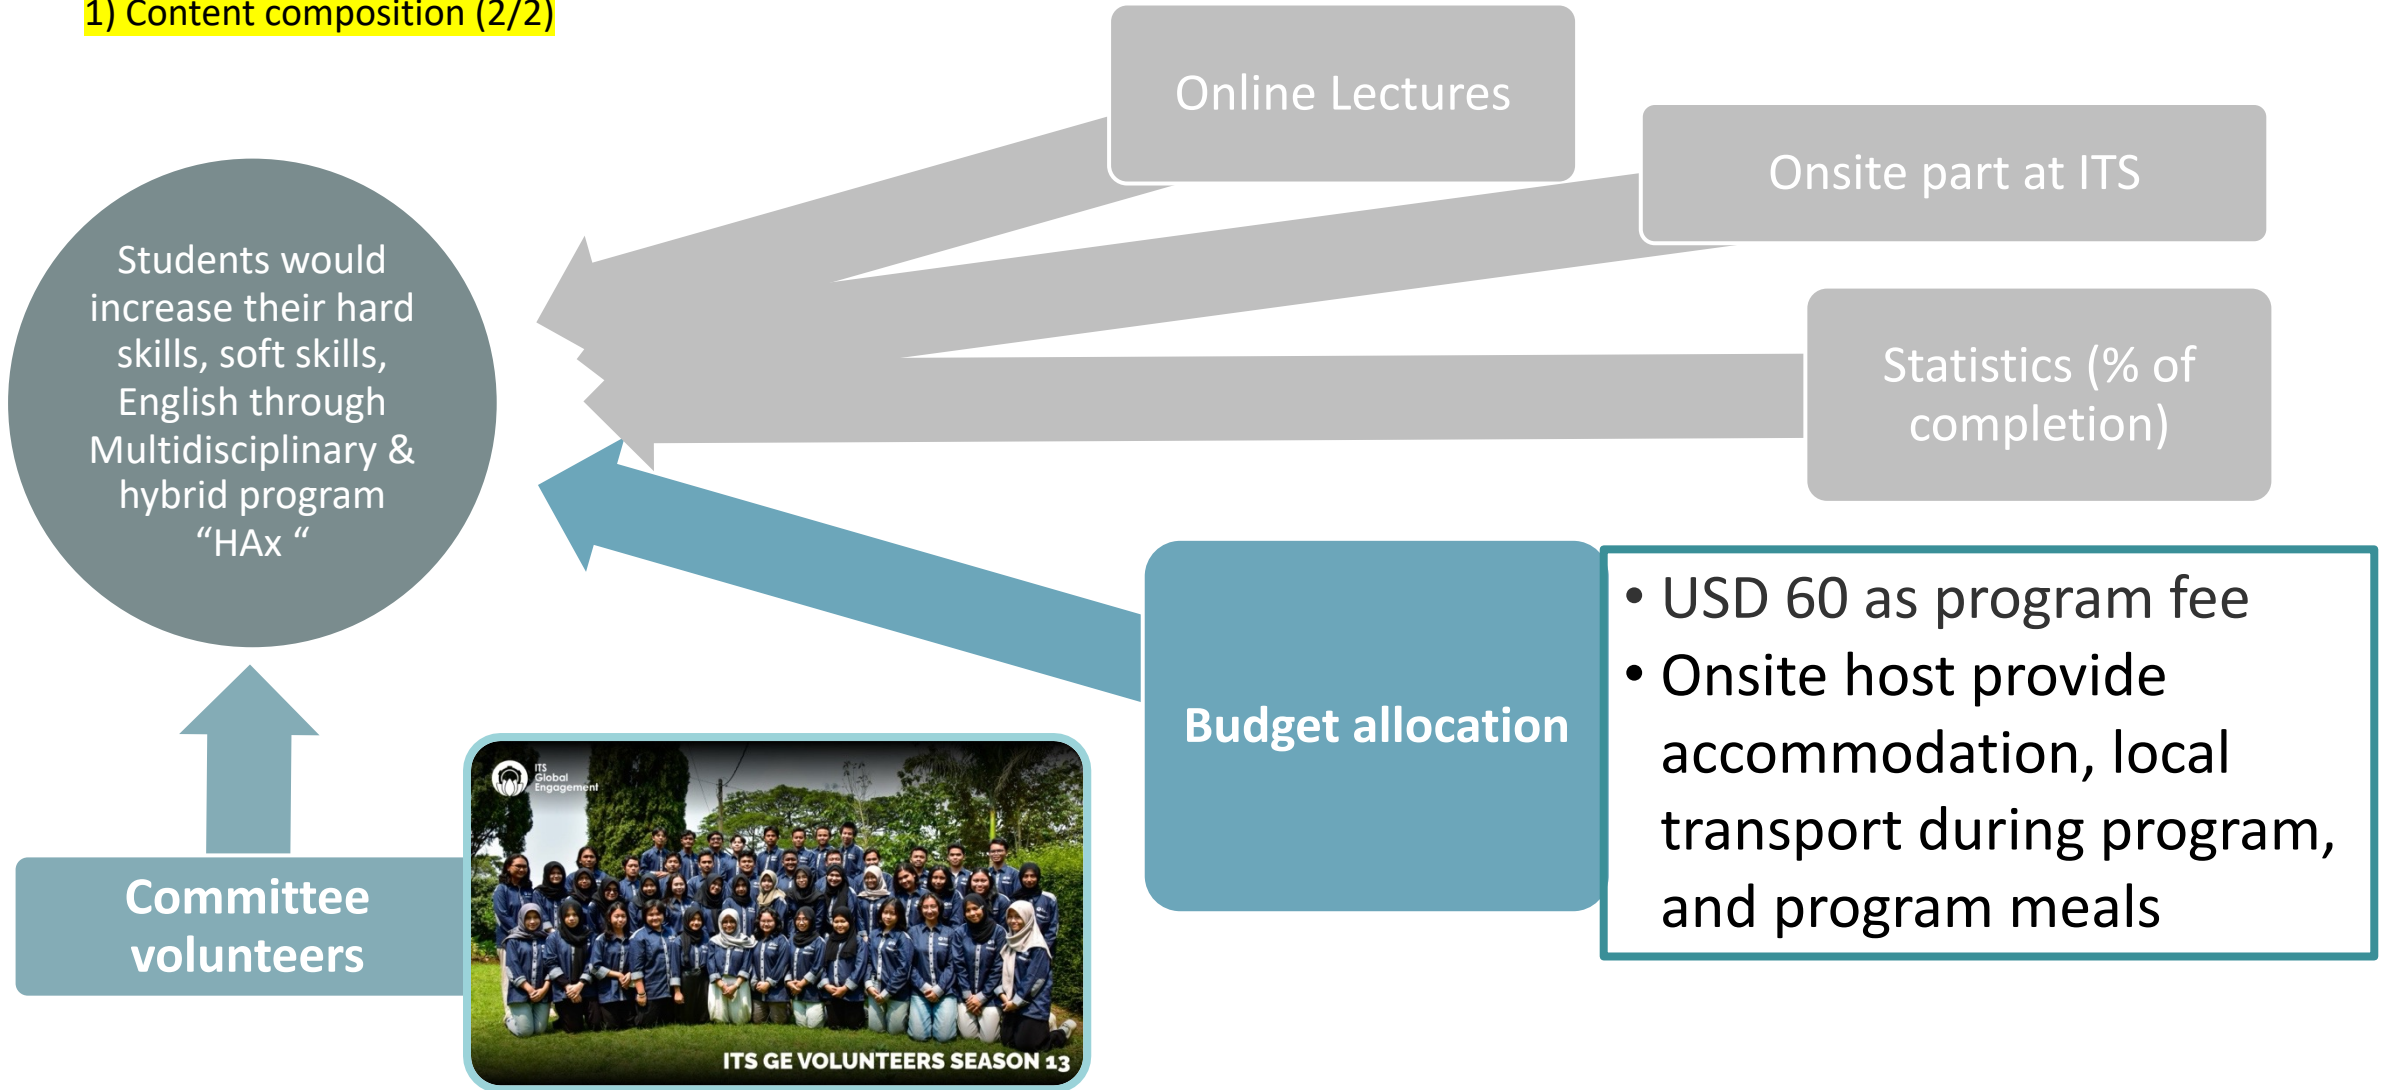 1) Content composition (2/2)
Online Lectures
Onsite part at ITS
Statistics (% of
completion)
Students would
increase their hard
skills, soft skills,
English through
Multidisciplinary &
hybrid program
“HAx “
Budget allocation
• USD 60 as program fee
• Onsite host provide
accommodation, local
transport during program,
and program meals
Committee
volunteers
ITS
Global
Engagement
ITS GE VOLUNTEERS SEASON 13